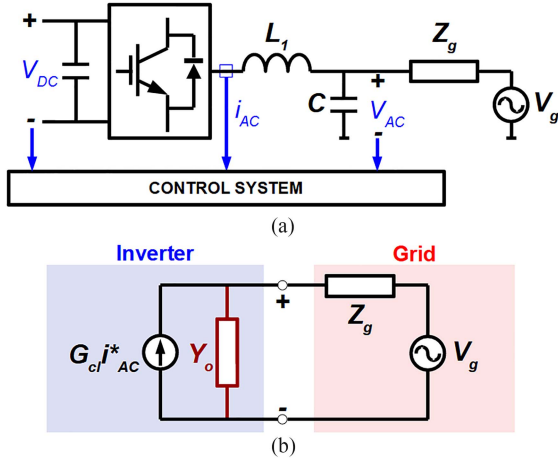 +
V_DC
-
i_AC
L_1
C
+
V_AC
-
Z_g
V_g
CONTROL SYSTEM
(a)
Inverter
Grid
G_cl i*_AC
Y_o
+
-
Z_g
V_g
(b)